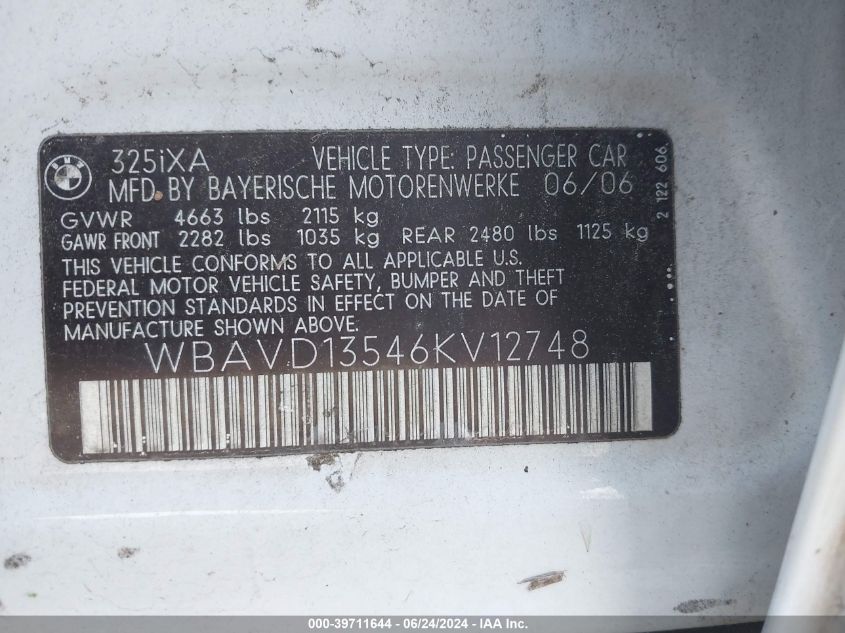 BMW
325iXA VEHICLE TYPE: PASSENGER CAR
MFD. BY BAYERISCHE MOTORENWERKE 06/06
GVWR 4663 lbs 2115 kg
GAWR FRONT 2282 lbs 1035 kg REAR 2480 lbs 1125 kg
THIS VEHICLE CONFORMS TO ALL APPLICABLE U.S.
FEDERAL MOTOR VEHICLE SAFETY, BUMPER AND THEFT
PREVENTION STANDARDS IN EFFECT ON THE DATE OF
MANUFACTURE SHOWN ABOVE.
WBAVD13546KV12748
2 122 606
000-39711644 / 06/24/2024 - IAA Inc.